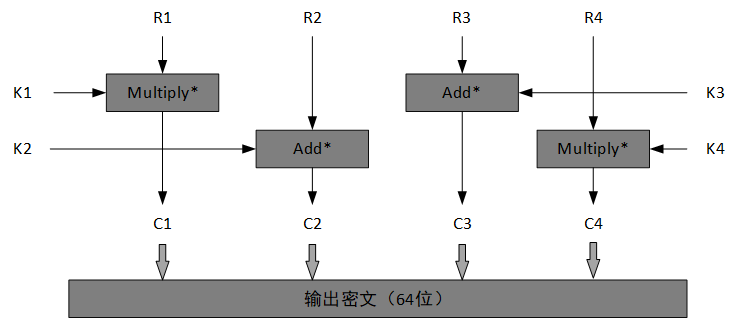 R1 R2 R3 R4
K1 Multiply* Add* K3
K2 Add* Multiply* K4
C1 C2 C3 C4
输出密文（64位）